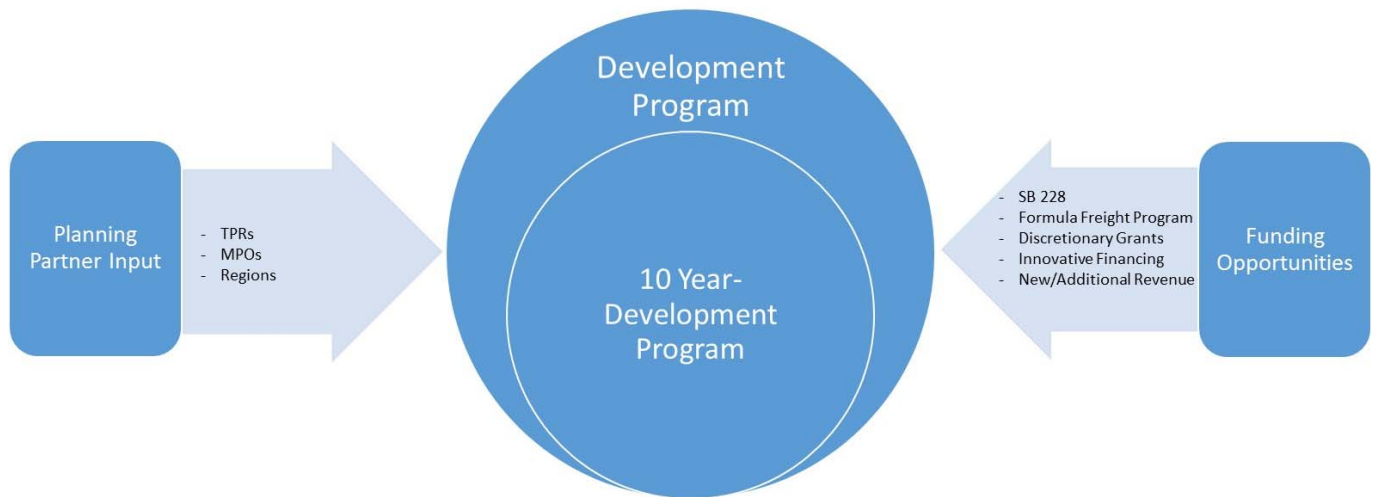 Planning
Partner Input
- TPRs
- MPOs
- Regions
Development
Program
10 Year-
Development
Program
- SB 228
- Formula Freight Program
- Discretionary Grants
- Innovative Financing
- New/Additional Revenue
Funding
Opportunities